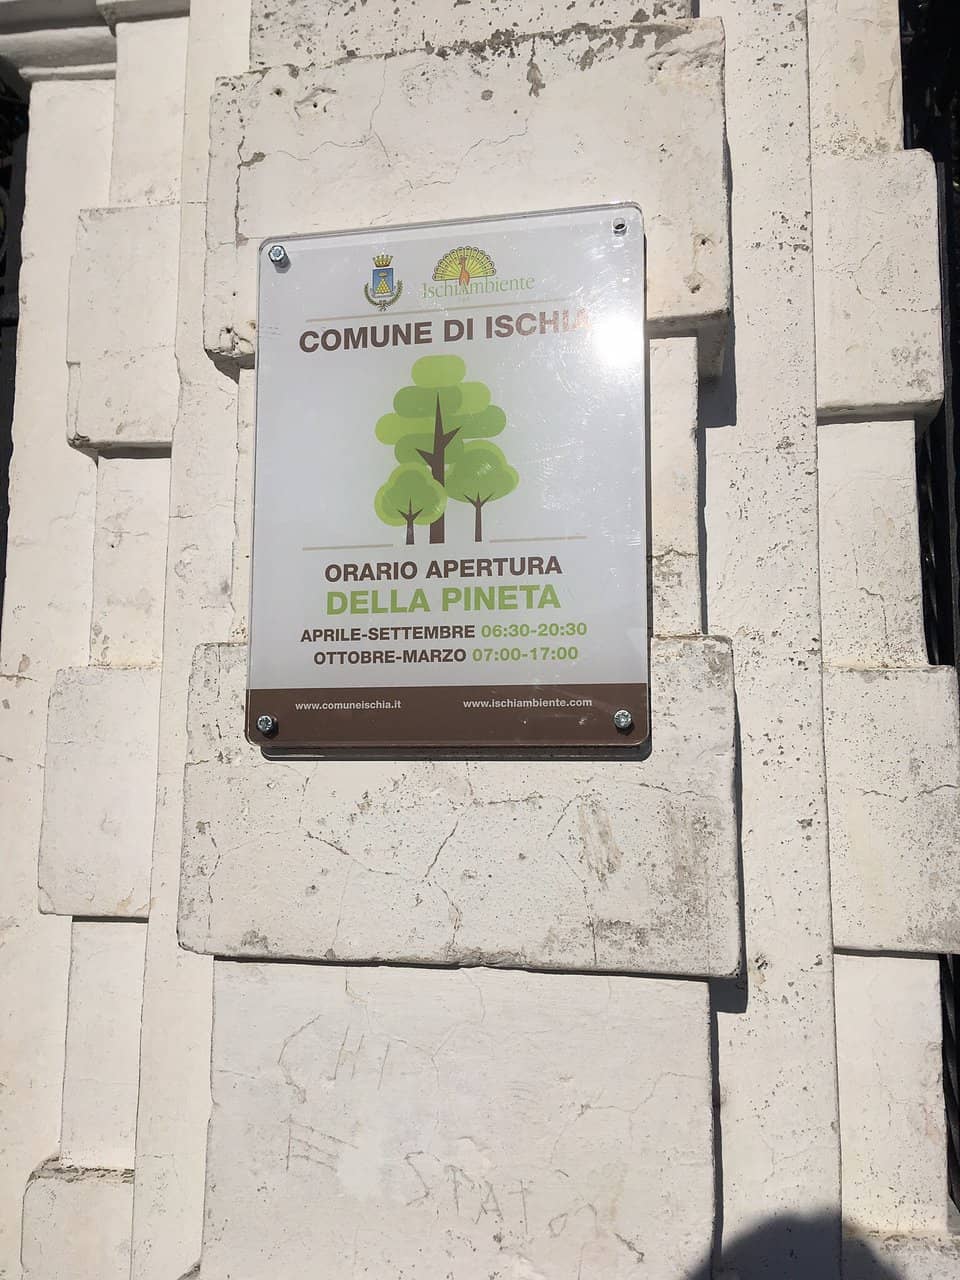 IschiAmbiente
COMUNE DI ISCHIA
ORARIO APERTURA
DELLA PINETA
APRILE-SETTEMBRE 06:30-20:30
OTTOBRE-MARZO 07:00-17:00
www.comuneischia.it www.ischiambiente.com